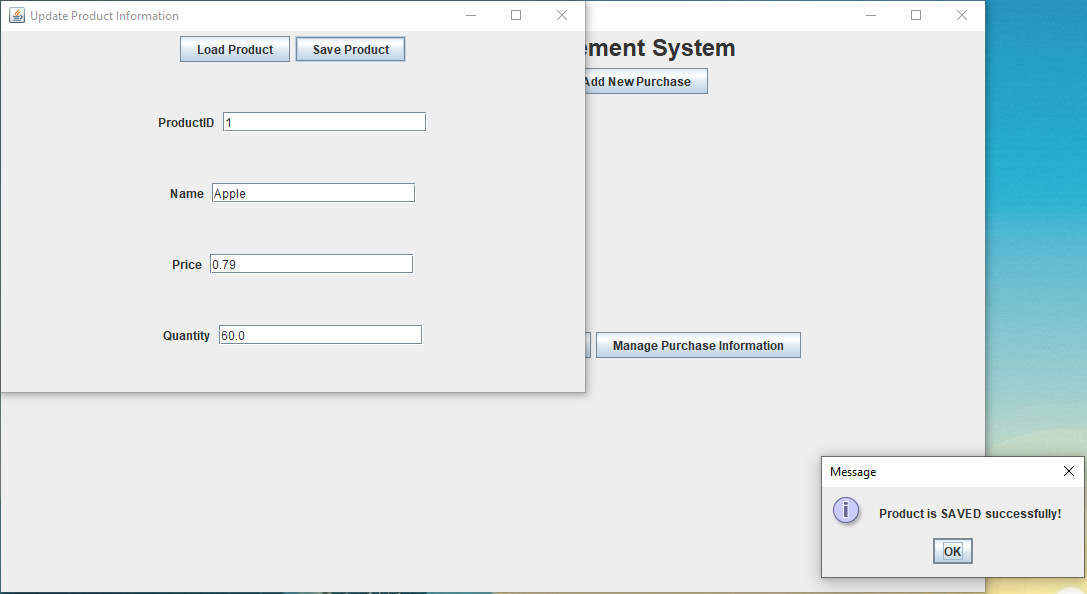 Update Product Information
Load Product
Save Product
ProductID
1
Name
Apple
Price
0.79
Quantity
60.0
System
Add New Purchase
Manage Purchase Information
Message
Product is SAVED successfully!
OK